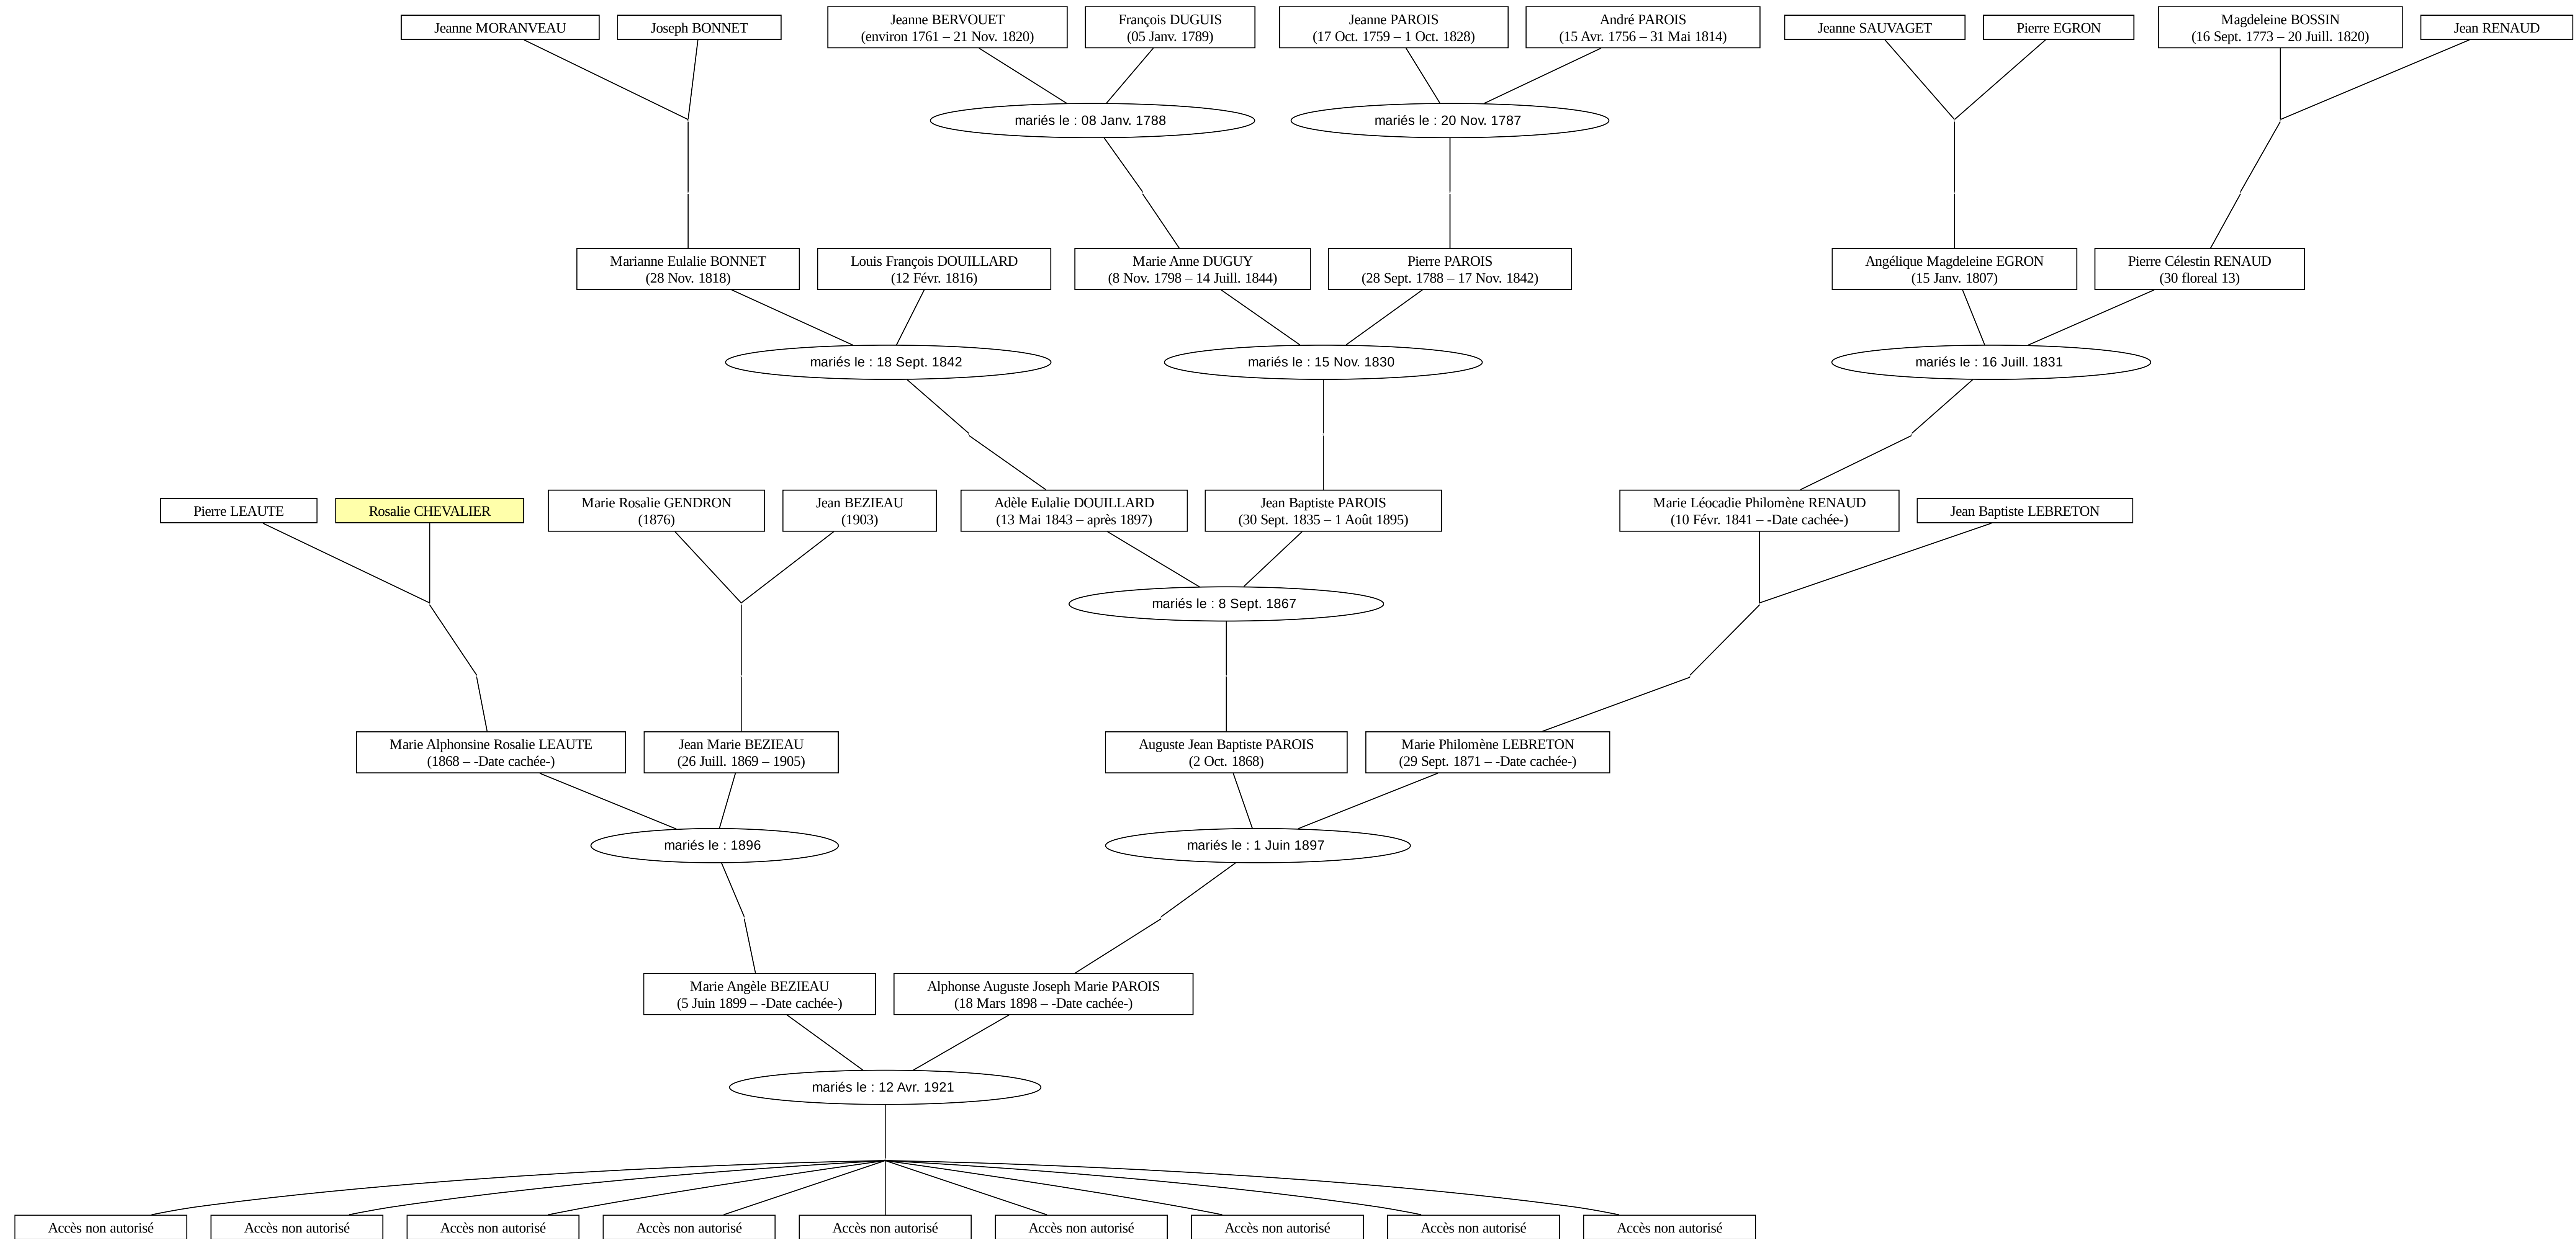 Jeanne MORANVEAU
Joseph BONNET
Jeanne BERVOUET
(environ 1761 – 21 Nov. 1820)
François DUGUIS
(05 Janv. 1789)
Jeanne PAROIS
(17 Oct. 1759 – 1 Oct. 1828)
André PAROIS
(15 Avr. 1756 – 31 Mai 1814)
Jeanne SAUVAGET
Pierre EGRON
Magdeleine BOSSIN
(16 Sept. 1773 – 20 Juill. 1820)
Jean RENAUD
mariés le : 08 Janv. 1788
mariés le : 20 Nov. 1787
Marianne Eulalie BONNET
(28 Nov. 1818)
Louis François DOUILLARD
(12 Févr. 1816)
Marie Anne DUGUY
(8 Nov. 1798 – 14 Juill. 1844)
Pierre PAROIS
(28 Sept. 1788 – 17 Nov. 1842)
Angélique Magdeleine EGRON
(15 Janv. 1807)
Pierre Célestin RENAUD
(30 floreal 13)
mariés le : 18 Sept. 1842
mariés le : 15 Nov. 1830
mariés le : 16 Juill. 1831
Pierre LEAUTE
Rosalie CHEVALIER
Marie Rosalie GENDRON
(1876)
Jean BEZIEAU
(1903)
Adèle Eulalie DOUILLARD
(13 Mai 1843 – après 1897)
Jean Baptiste PAROIS
(30 Sept. 1835 – 1 Août 1895)
Marie Léocadie Philomène RENAUD
(10 Févr. 1841 – -Date cachée-)
Jean Baptiste LEBRETON
mariés le : 8 Sept. 1867
Marie Alphonsine Rosalie LEAUTE
(1868 – -Date cachée-)
Jean Marie BEZIEAU
(26 Juill. 1869 – 1905)
Auguste Jean Baptiste PAROIS
(2 Oct. 1868)
Marie Philomène LEBRETON
(29 Sept. 1871 – -Date cachée-)
mariés le : 1896
mariés le : 1 Juin 1897
Marie Angèle BEZIEAU
(5 Juin 1899 – -Date cachée-)
Alphonse Auguste Joseph Marie PAROIS
(18 Mars 1898 – -Date cachée-)
mariés le : 12 Avr. 1921
Accès non autorisé
Accès non autorisé
Accès non autorisé
Accès non autorisé
Accès non autorisé
Accès non autorisé
Accès non autorisé
Accès non autorisé
Accès non autorisé